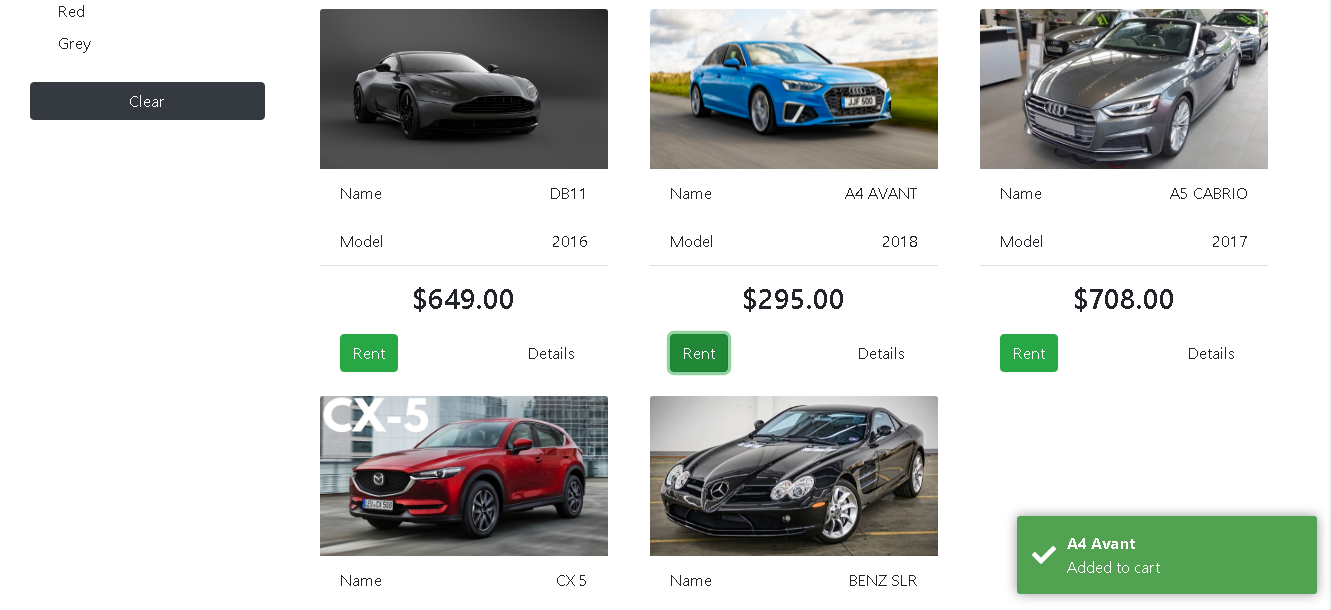 Red
Grey
Clear
Name DB11
Model 2016
$649.00
Rent Details
JJF 500
Name A4 AVANT
Model 2018
$295.00
Rent Details
Name A5 CABRIO
Model 2017
$708.00
Rent Details
CX-5
Name CX 5
Name BENZ SLR
A4 Avant
Added to cart